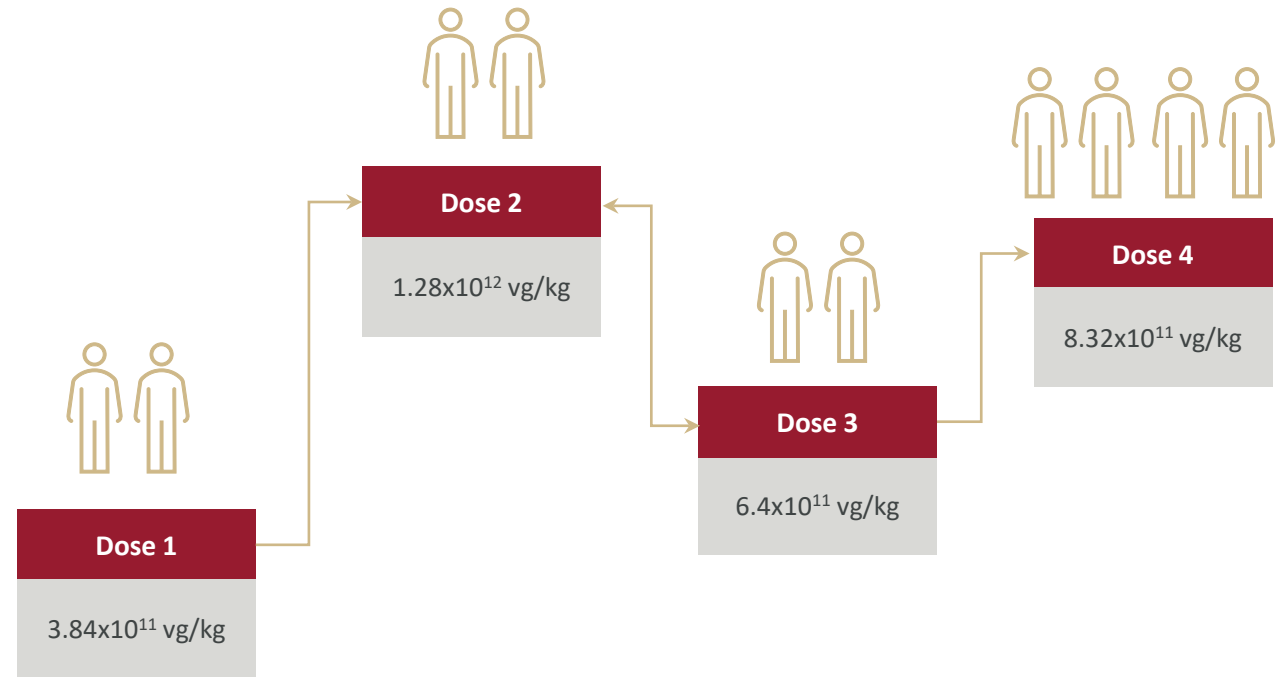 Dose 1
3.84x10¹¹ vg/kg
Dose 2
1.28x10¹² vg/kg
Dose 3
6.4x10¹¹ vg/kg
Dose 4
8.32x10¹¹ vg/kg